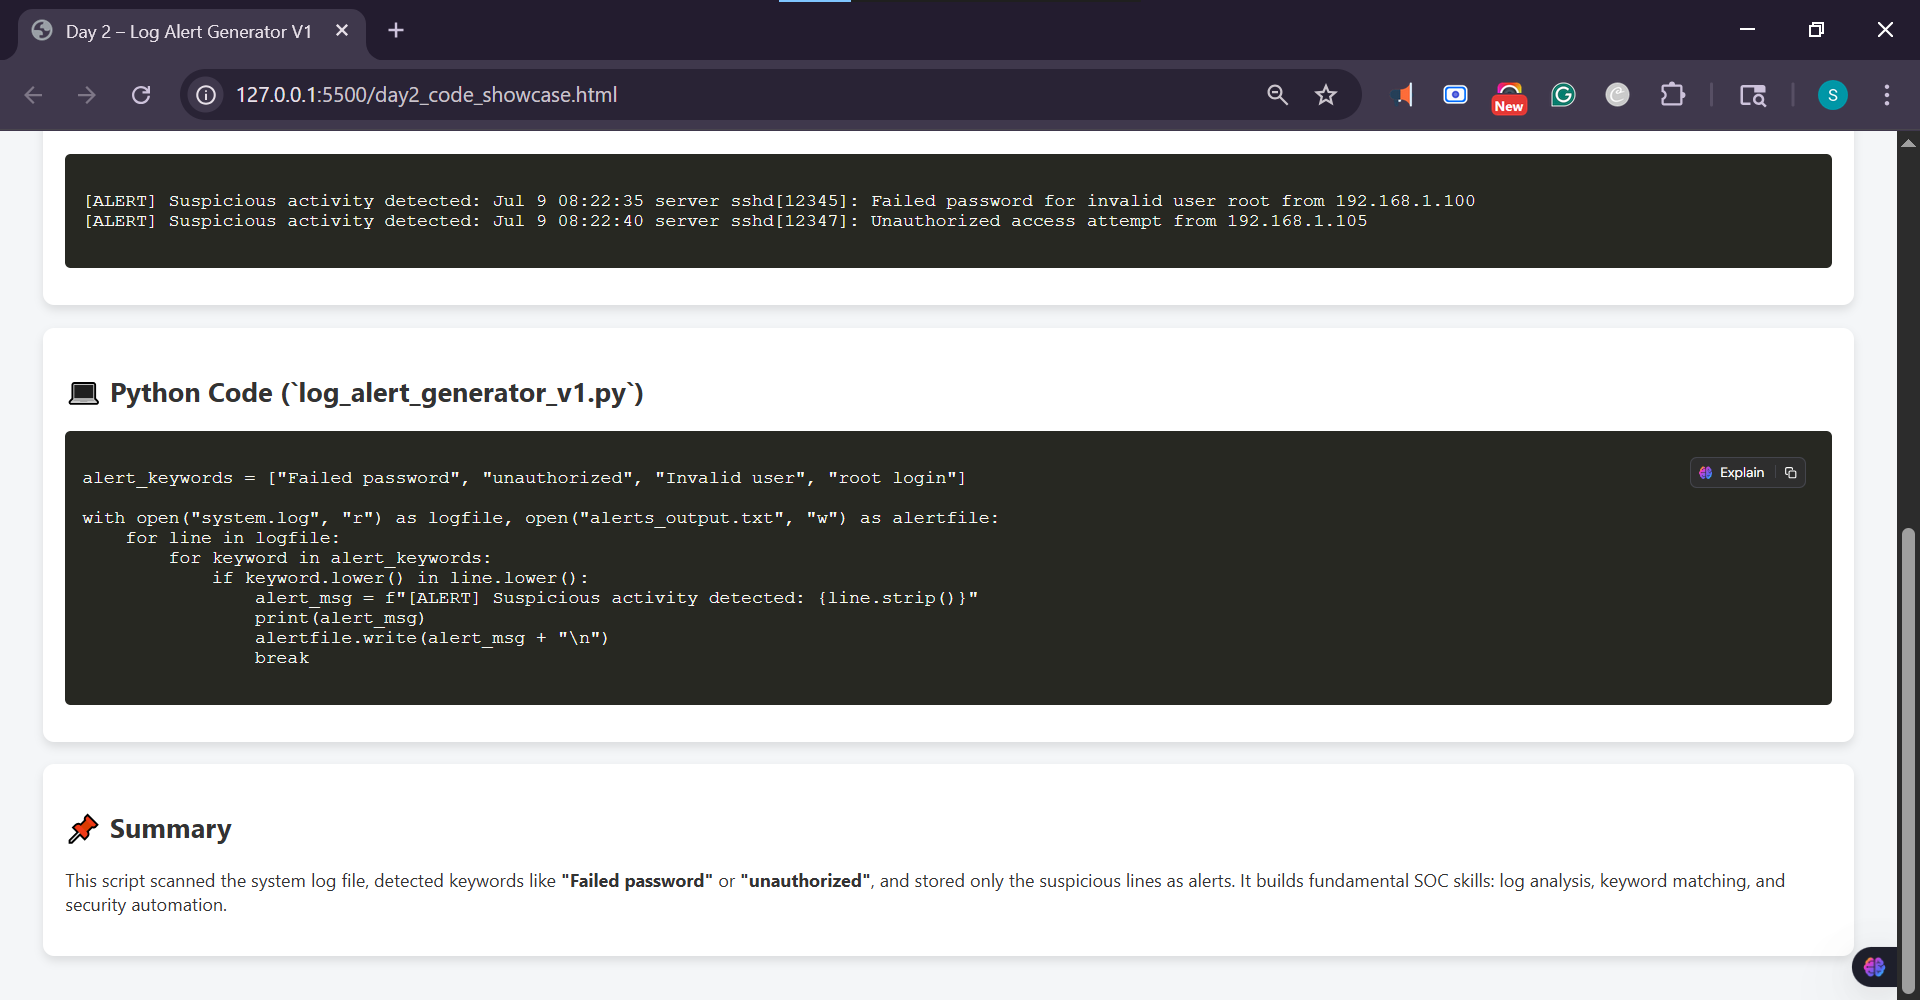 Day 2 – Log Alert Generator V1
127.0.0.1:5500/day2_code_showcase.html
New
S
[ALERT] Suspicious activity detected: Jul 9 08:22:35 server sshd[12345]: Failed password for invalid user root from 192.168.1.100
[ALERT] Suspicious activity detected: Jul 9 08:22:40 server sshd[12347]: Unauthorized access attempt from 192.168.1.105
Python Code (`log_alert_generator_v1.py`)
alert_keywords = ["Failed password", "unauthorized", "Invalid user", "root login"]
Explain
with open("system.log", "r") as logfile, open("alerts_output.txt", "w") as alertfile:
    for line in logfile:
        for keyword in alert_keywords:
            if keyword.lower() in line.lower():
                alert_msg = f"[ALERT] Suspicious activity detected: {line.strip()}"
                print(alert_msg)
                alertfile.write(alert_msg + "\n")
                break
Summary
This script scanned the system log file, detected keywords like "Failed password" or "unauthorized", and stored only the suspicious lines as alerts. It builds fundamental SOC skills: log analysis, keyword matching, and
security automation.